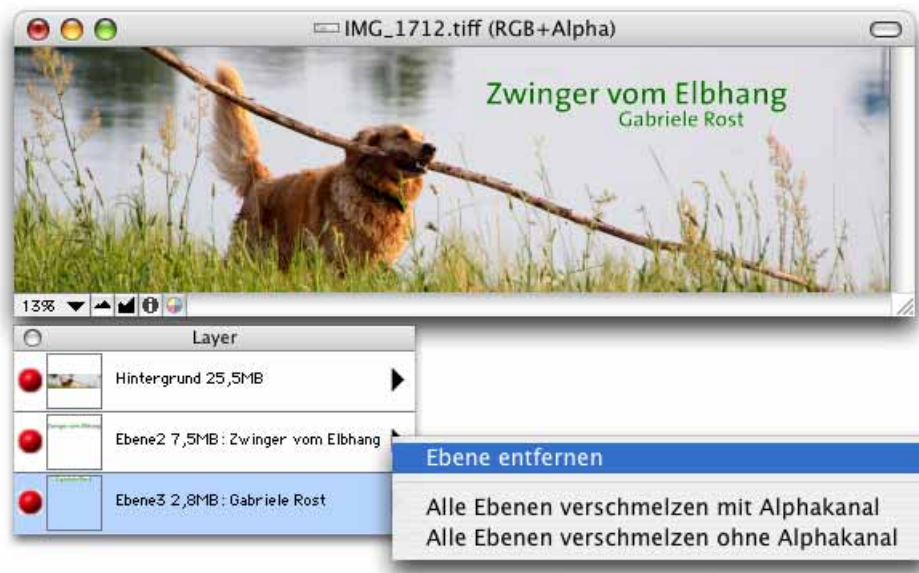 IMG_1712.tiff (RGB+Alpha)
Zwinger vom Elbhang
Gabriele Rost
13%
Layer
Hintergrund 25,5MB
Ebene2 7,5MB: Zwinger vom Elbhang
Ebene3 2,8MB: Gabriele Rost
Ebene entfernen
Alle Ebenen verschmelzen mit Alphakanal
Alle Ebenen verschmelzen ohne Alphakanal